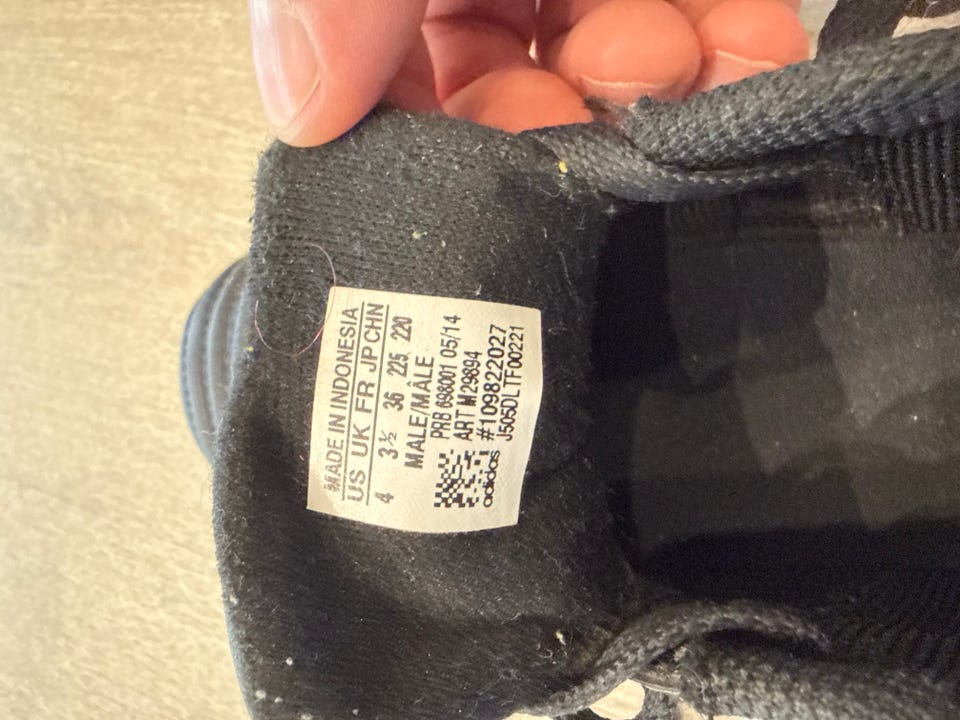 MADE IN INDONESIA
US UK FR JP CHN
4 3½ 36 225 220
MALE/MÂLE
PRB 698001 05/14
ART M29894
#109822027
adidas J505DLTF00221